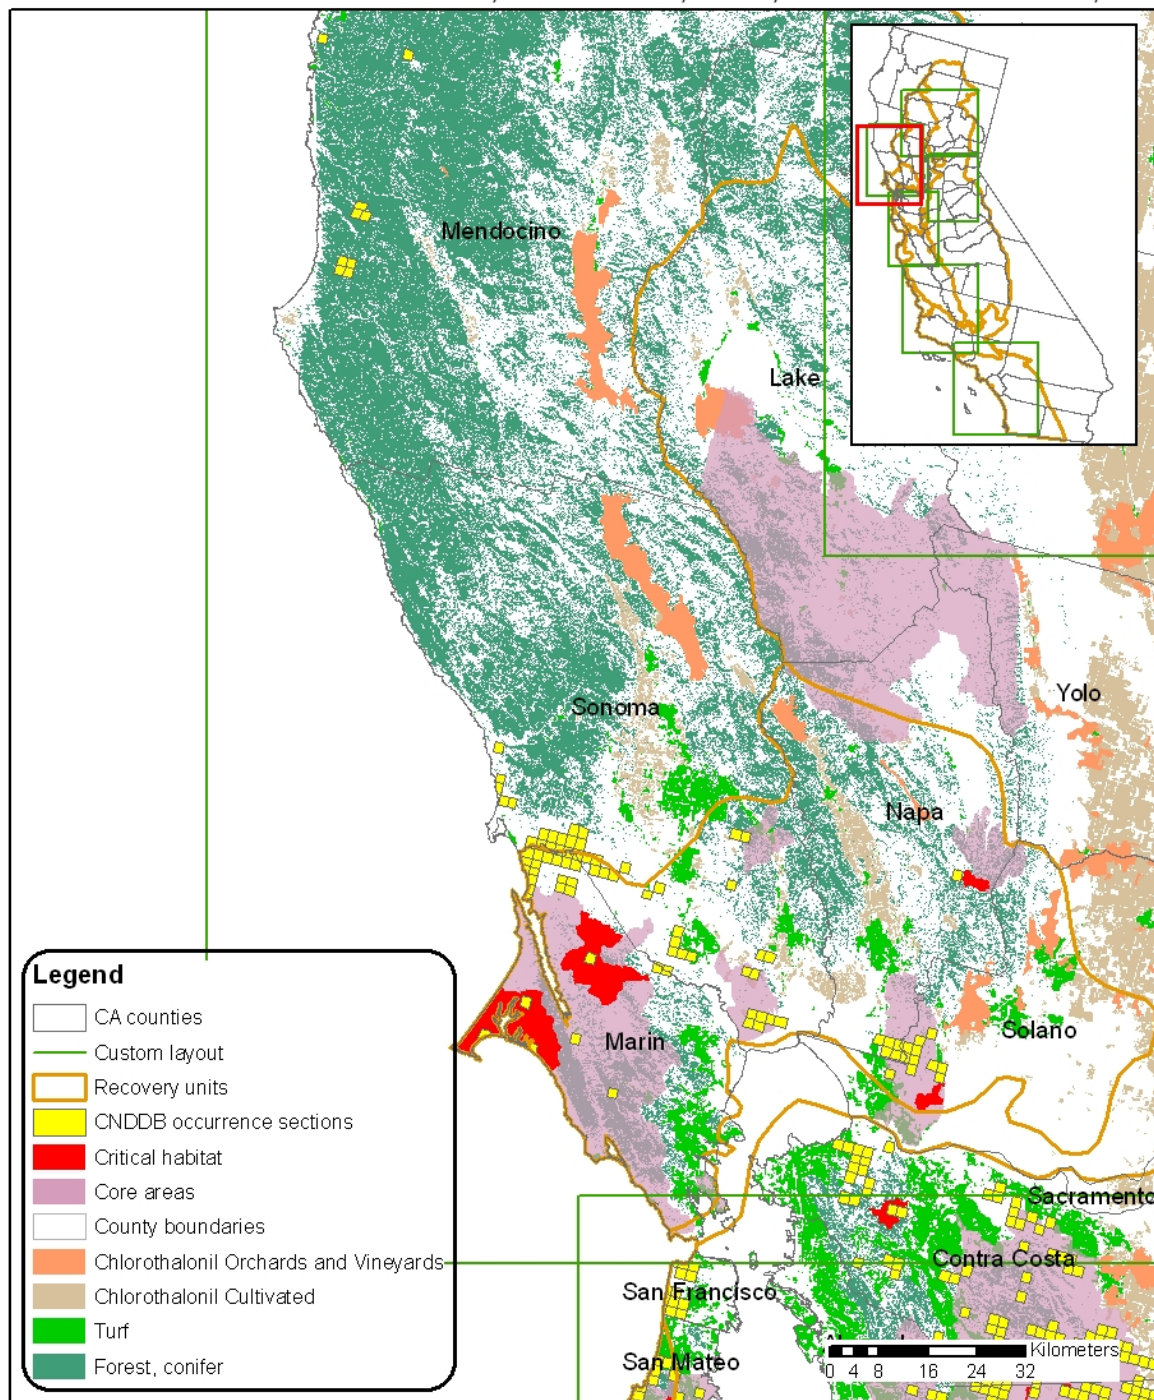 Mendocino
Lake
Sonoma
Yolo
Napa
Marin
Solano
Sacramento
Contra Costa
San Francisco
San Mateo
Kilometers
0 4 8 16 24 32
Legend
CA counties
Custom layout
Recovery units
CNDDB occurrence sections
Critical habitat
Core areas
County boundaries
Chlorothalonil Orchards and Vineyards
Chlorothalonil Cultivated
Turf
Forest, conifer